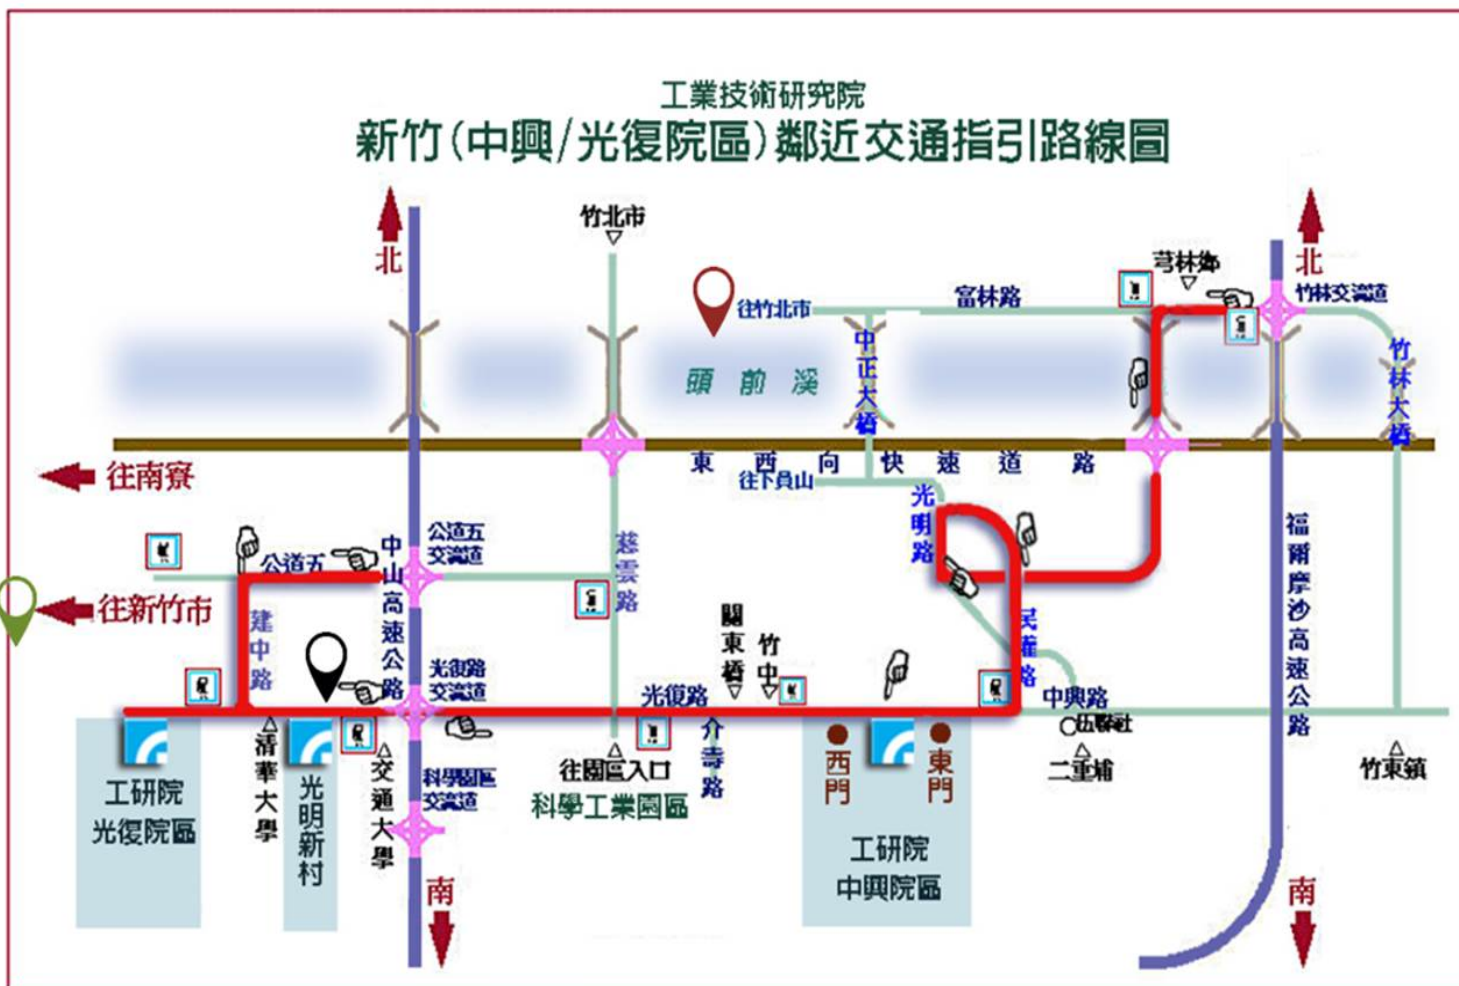 工業技術研究院
新竹(中興/光復院區)鄰近交通指引路線圖
北
竹北市
芎林鄉
北
竹林交流道
富林路
往竹北市
中正大橋
竹林大橋
頭前溪
東西向快速道路
往南寮
往下員山
光明路
公道五
公道五
交流道
中山高速公路
慈雲路
福爾摩沙高速公路
往新竹市
建中路
關東橋
竹中
民權路
光復路
交流道
光復路
中興路
伍聯社
介壽路
清華大學
交通大學
往園區入口
西門
東門
二重埔
竹東鎮
科學園區
交流道
科學工業園區
工研院
光復院區
光明新村
工研院
中興院區
南
南